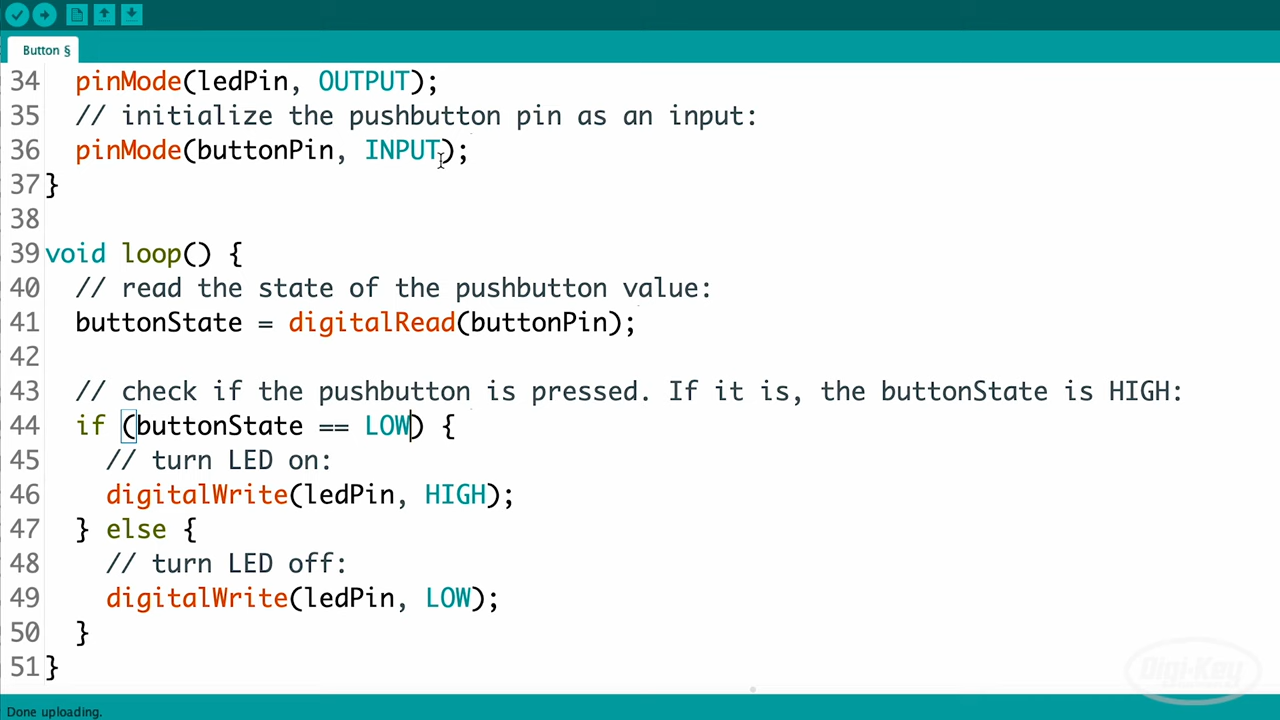 Button §
34 pinMode(ledPin, OUTPUT);
35 // initialize the pushbutton pin as an input:
36 pinMode(buttonPin, INPUT);
37 }
38
39 void loop() {
40 // read the state of the pushbutton value:
41 buttonState = digitalRead(buttonPin);
42
43 // check if the pushbutton is pressed. If it is, the buttonState is HIGH:
44 if (buttonState == LOW) {
45 // turn LED on:
46 digitalWrite(ledPin, HIGH);
47 } else {
48 // turn LED off:
49 digitalWrite(ledPin, LOW);
50 }
51 }
Digi-Key
Done uploading.